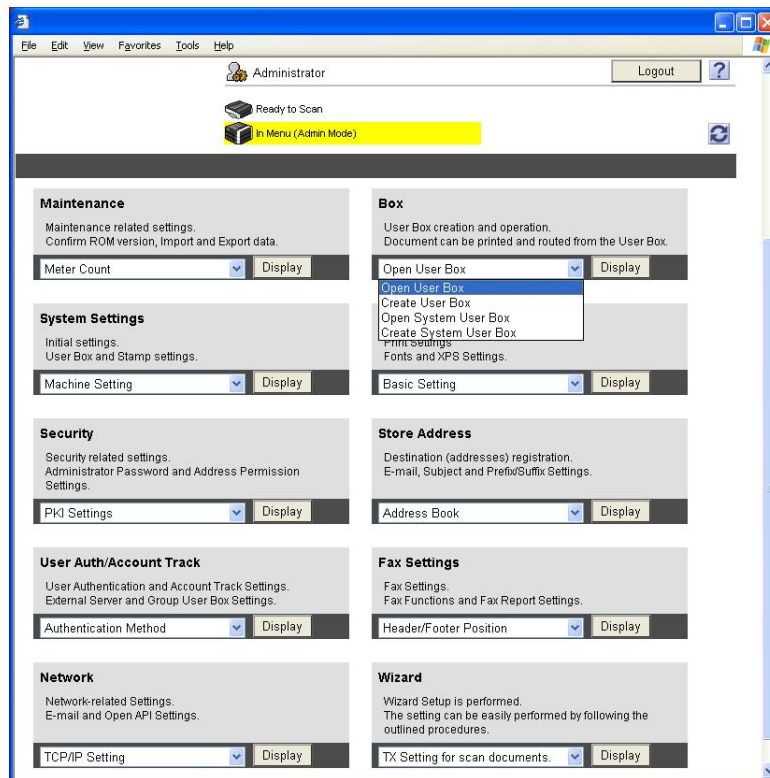 File Edit View Favorites Tools Help
Administrator
Logout
?
Ready to Scan
In Menu (Admin Mode)
Maintenance
Maintenance related settings.
Confirm ROM version, Import and Export data.
Meter Count Display
Box
User Box creation and operation.
Document can be printed and routed from the User Box.
Open User Box Display
Open User Box
Create User Box
Open System User Box
Create System User Box
System Settings
Initial settings.
User Box and Stamp settings.
Machine Setting Display
Print Settings
Fonts and XPS Settings.
Basic Setting Display
Security
Security related settings.
Administrator Password and Address Permission
Settings.
PKI Settings Display
Store Address
Destination (addresses) registration.
E-mail, Subject and Prefix/Suffix Settings.
Address Book Display
User Auth/Account Track
User Authentication and Account Track Settings.
External Server and Group User Box Settings.
Authentication Method Display
Fax Settings
Fax Settings.
Fax Functions and Fax Report Settings.
Header/Footer Position Display
Network
Network-related Settings.
E-mail and Open API Settings.
TCP/IP Setting Display
Wizard
Wizard Setup is performed.
The setting can be easily performed by following the
outlined procedures.
TX Setting for scan documents. Display